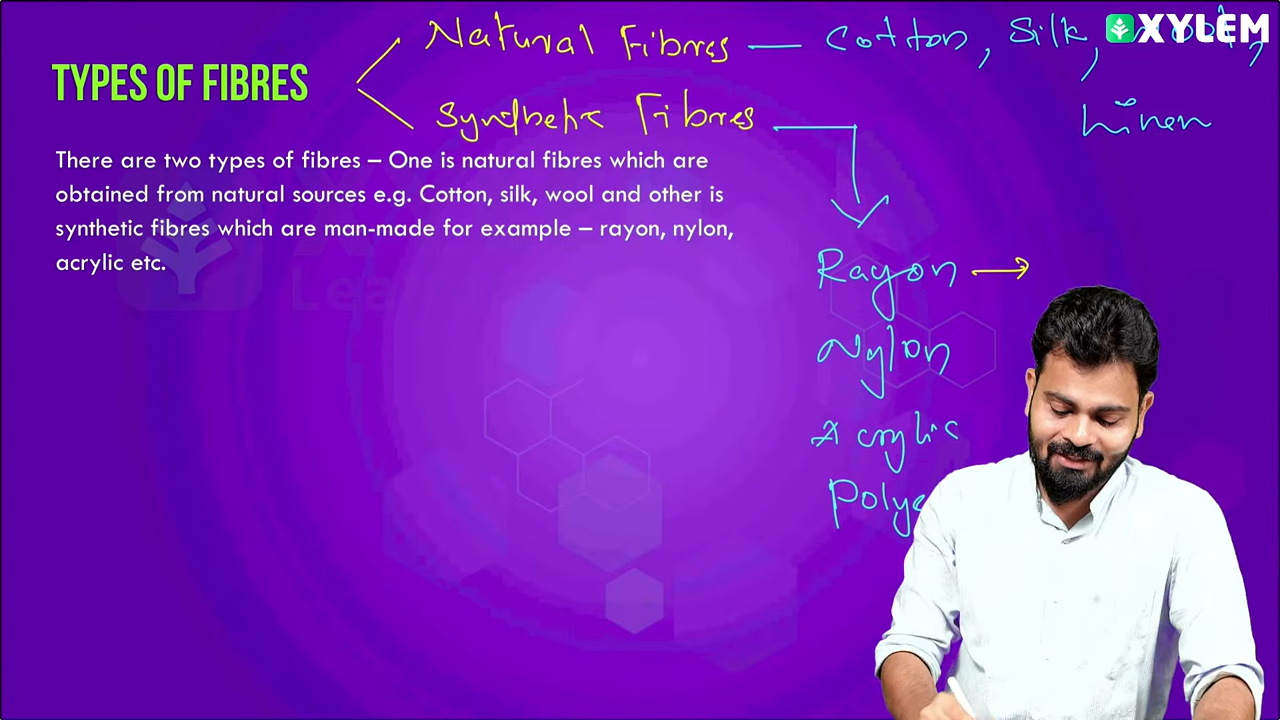 Natural Fibres — Cotton, Silk,
XYLEM
TYPES OF FIBRES
Synthetic Fibres
Linen
There are two types of fibres – One is natural fibres which are
obtained from natural sources e.g. Cotton, silk, wool and other is
synthetic fibres which are man-made for example – rayon, nylon,
acrylic etc.
Rayon →
Nylon
Acrylic